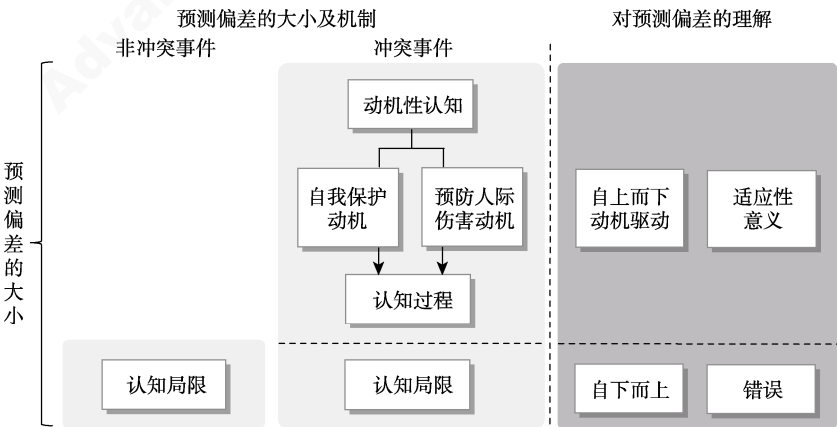 预测偏差的大小及机制
对预测偏差的理解
非冲突事件
冲突事件
预测偏差的大小
动机性认知
自我保护
动机
预防人际
伤害动机
认知过程
认知局限
认知局限
自上而下
动机驱动
适应性
意义
自下而上
错误